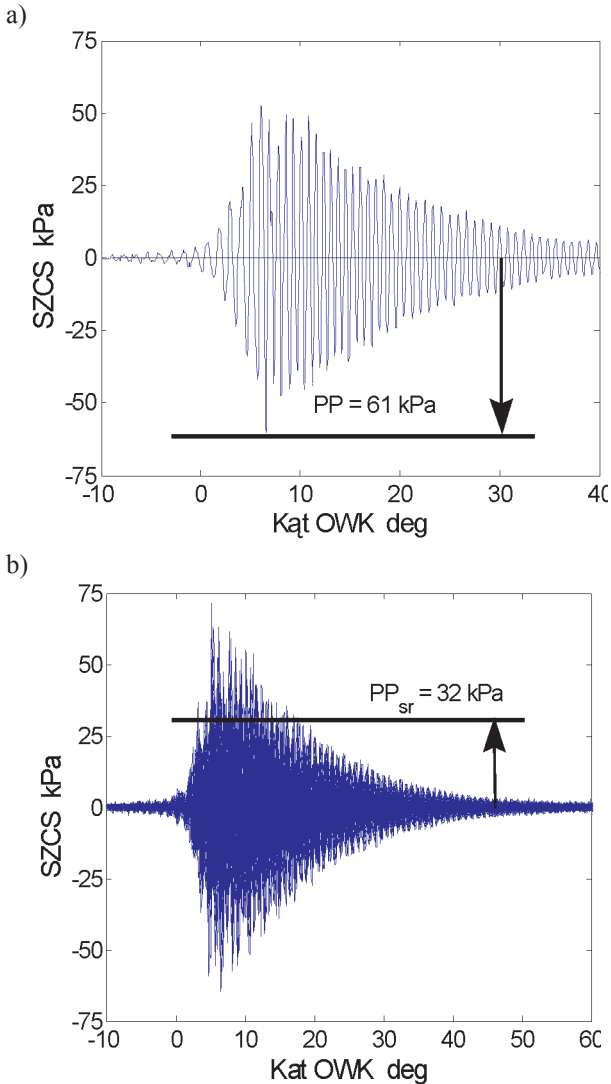 a)
75
50
25
0
-25
-50
-75
SZCS kPa
PP = 61 kPa
-10 0 10 20 30 40
Kąt OWK deg
b)
75
50
25
0
-25
-50
-75
SZCS kPa
PPsr = 32 kPa
-10 0 10 20 30 40 50 60
Kat OWK deg